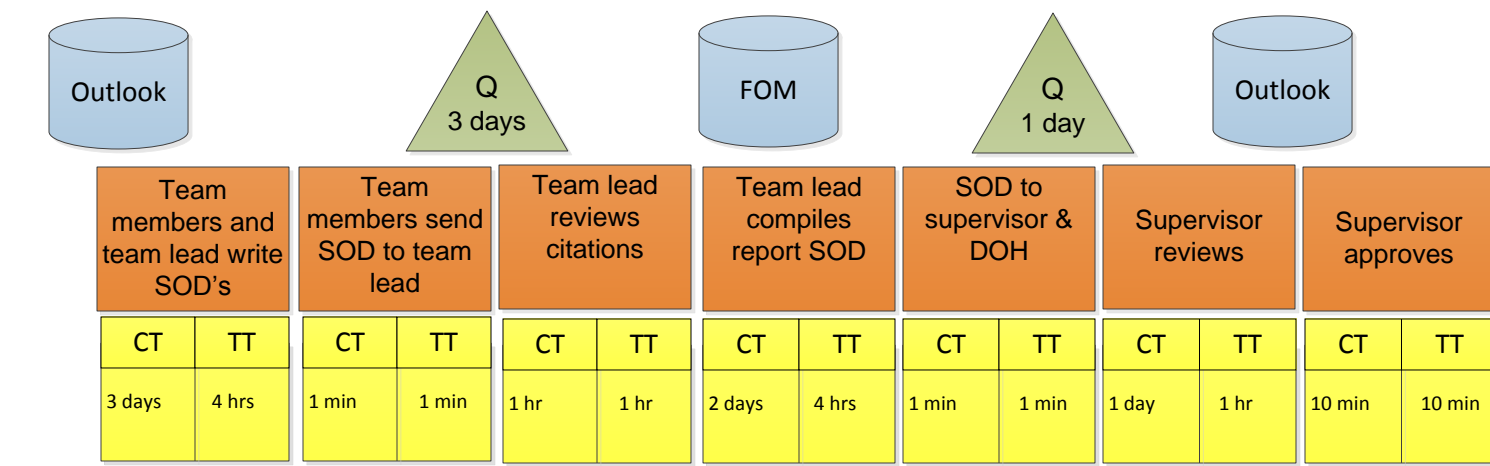 Outlook
Q
3 days
FOM
Q
1 day
Outlook
Team
members and
team lead write
SOD’s
Team
members send
SOD to team
lead
Team lead
reviews
citations
Team lead
compiles
report SOD
SOD to
supervisor &
DOH
Supervisor
reviews
Supervisor
approves
CT TT CT TT CT TT CT TT CT TT CT TT CT TT
3 days 4 hrs 1 min 1 min 1 hr 1 hr 2 days 4 hrs 1 min 1 min 1 day 1 hr 10 min 10 min